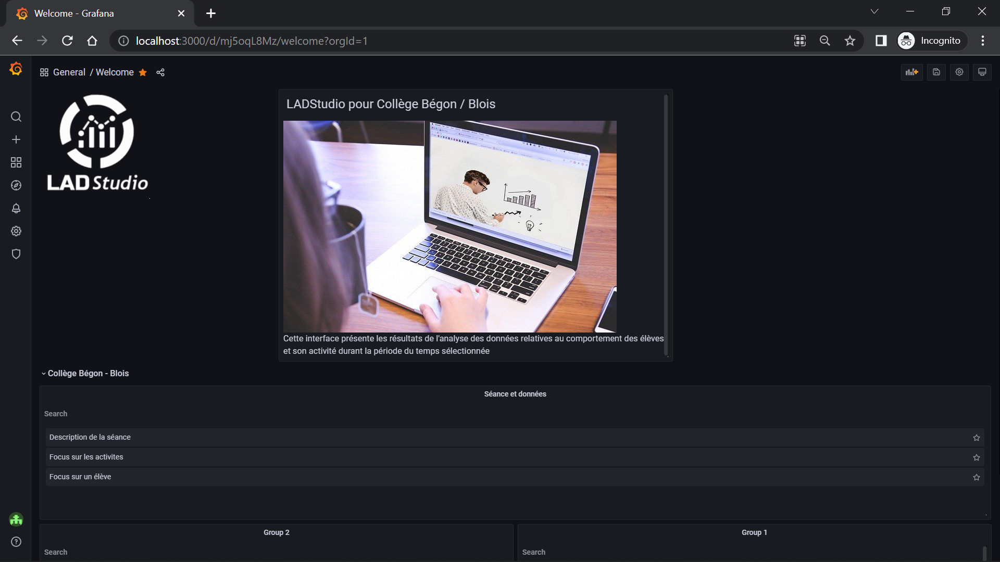 Welcome - Grafana
localhost:3000/d/mj5oqL8Mz/welcome?orgId=1
Incognito
General / Welcome
LAD Studio
LADStudio pour Collège Bégon / Blois
Cette interface présente les résultats de l'analyse des données relatives au comportement des élèves
et son activité durant la période du temps sélectionnée
Collège Bégon - Blois
Séance et données
Search
Description de la séance
Focus sur les activites
Focus sur un élève
Group 2
Search
Group 1
Search